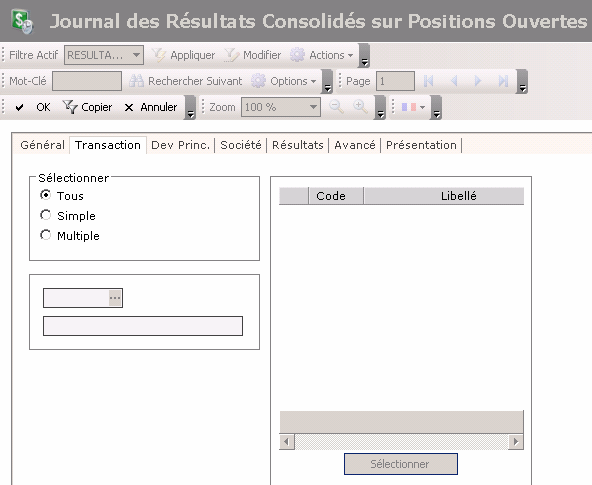 Journal des Résultats Consolidés sur Positions Ouvertes
Filtre Actif RESULTA... Appliquer Modifier Actions
Mot-Clé Rechercher Suivant Options Page 1
OK Copier Annuler Zoom 100 %
Général Transaction Dev Princ. Société Résultats Avancé Présentation
Sélectionner
Tous
Simple
Multiple
Code Libellé
...
Sélectionner